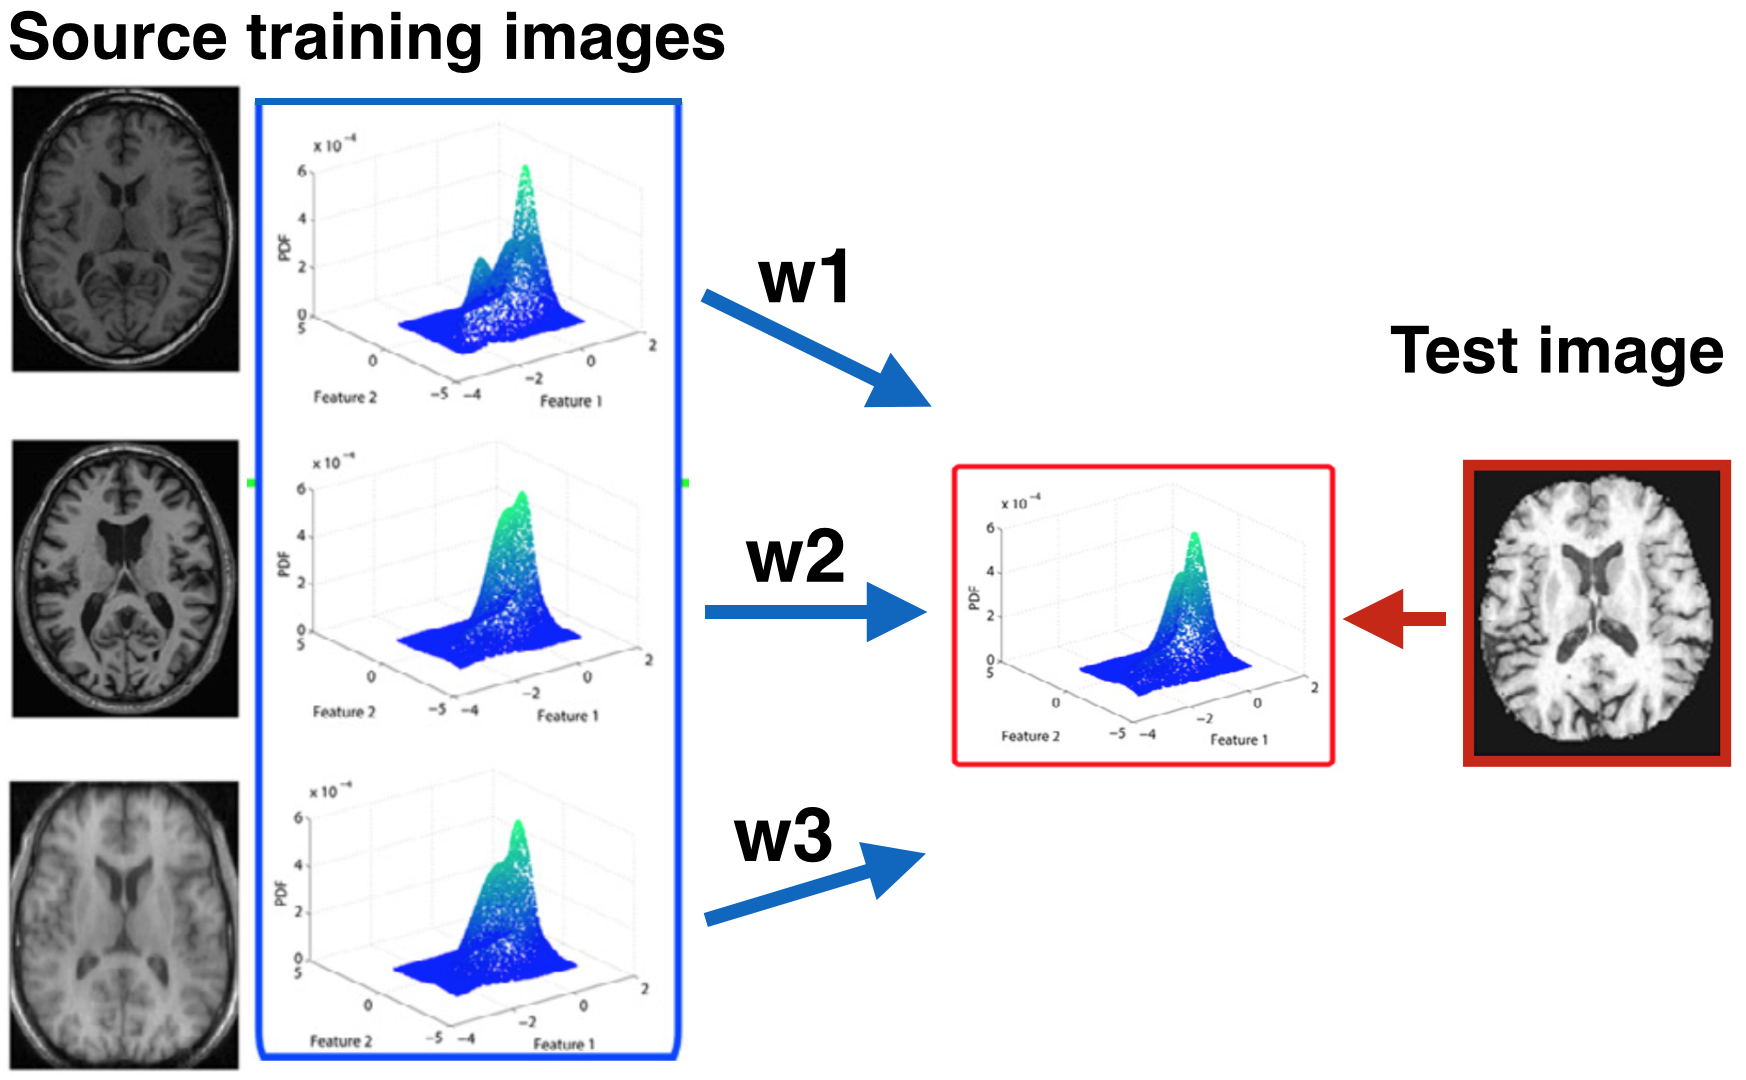 Source training images
x 10⁻⁴
6
4
2
0
PDF
5
0
−5
Feature 2
−4
−2
0
2
Feature 1
w1
x 10⁻⁴
6
4
2
0
PDF
5
0
−5
Feature 2
−4
−2
0
2
Feature 1
w2
x 10⁻⁴
6
4
2
0
PDF
5
0
−5
Feature 2
−4
−2
0
2
Feature 1
w3
x 10⁻⁴
6
4
2
0
PDF
5
0
−5
Feature 2
−4
−2
0
2
Feature 1
Test image